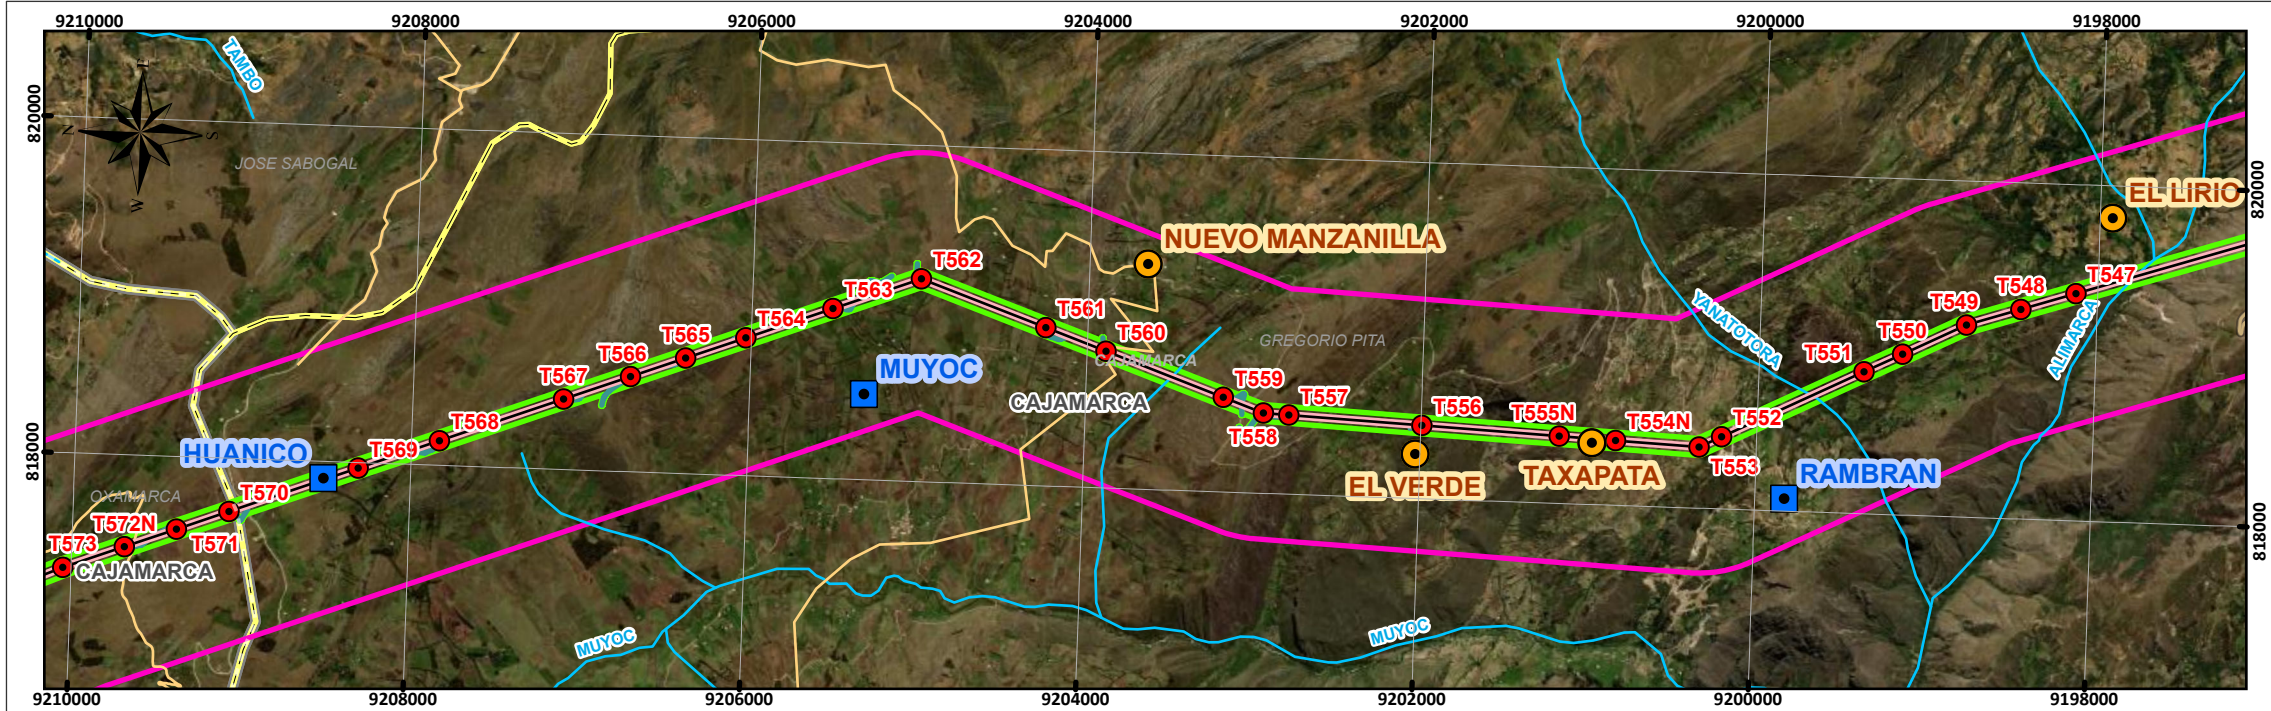 9210000
9208000
9206000
9204000
9202000
9200000
9198000
820000
818000
820000
818000
TAMBO
N
S
W
JOSE SABOGAL
EL LIRIO
NUEVO MANZANILLA
T562
T547
T563
T548
T549
YANATOTORA
T561
T564
T560
T550
GREGORIO PITA
ALIMARCA
T565
T551
CAJAMARCA
T566
MUYOC
T567
T559
T557
CAJAMARCA
T556
T555N
T554N
T552
T568
T558
T569
HUANICO
T553
RAMBRAN
TAXAPATA
EL VERDE
OXAMARCA
T570
T572N
T573
T571
CAJAMARCA
MUYOC
MUYOC
9210000
9208000
9206000
9204000
9202000
9200000
9198000